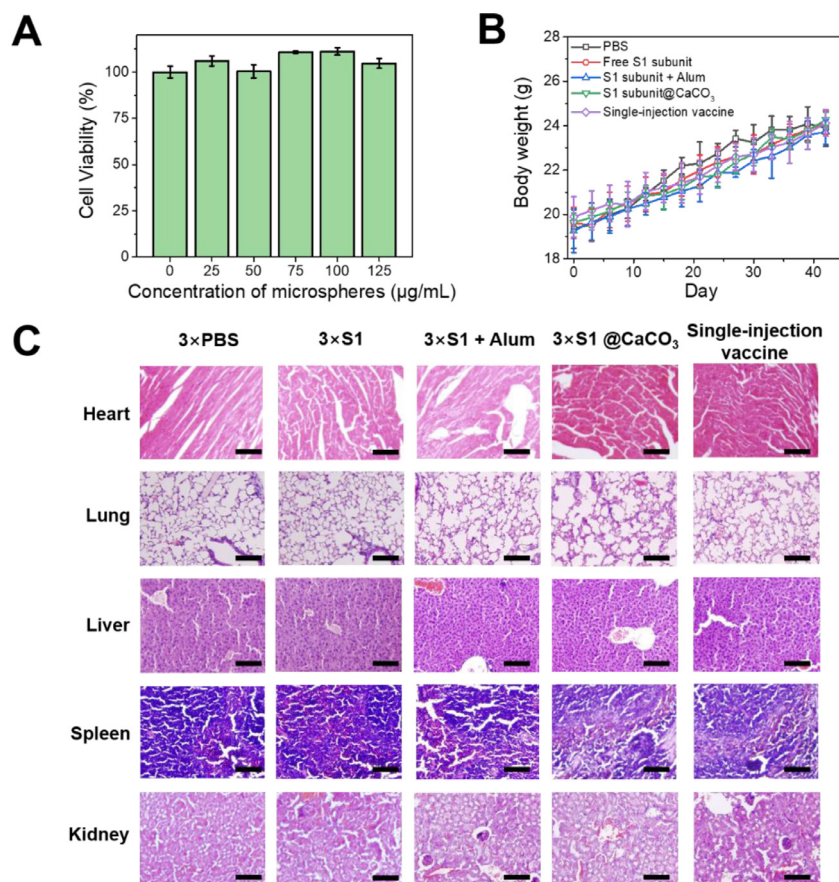 A
Cell Viability (%)
125
100
75
50
25
0
0 25 50 75 100 125
Concentration of microspheres (µg/mL)
B
Body weight (g)
28
26
24
22
20
18
PBS
Free S1 subunit
S1 subunit + Alum
S1 subunit@CaCO₃
Single-injection vaccine
0 10 20 30 40
Day
C
3×PBS 3×S1 3×S1 + Alum 3×S1 @CaCO₃ Single-injection
vaccine
Heart
Lung
Liver
Spleen
Kidney